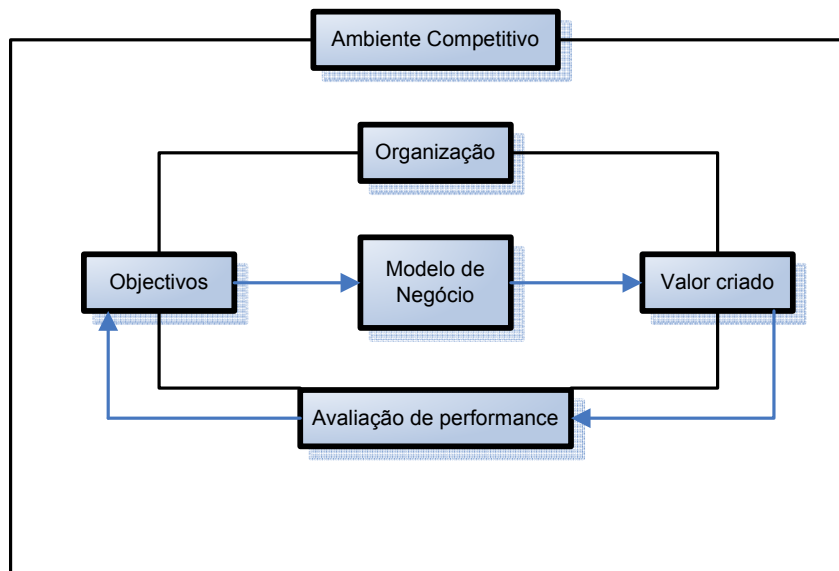 Ambiente Competitivo
Organização
Objectivos
Modelo de
Negócio
Valor criado
Avaliação de performance